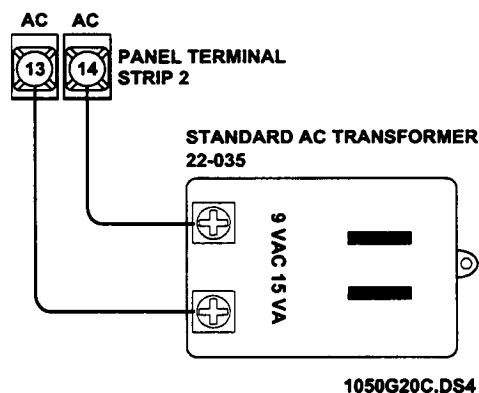 AC AC
13 14
PANEL TERMINAL
STRIP 2
STANDARD AC TRANSFORMER
22-035
9 VAC 15 VA
1050G20C.DS4